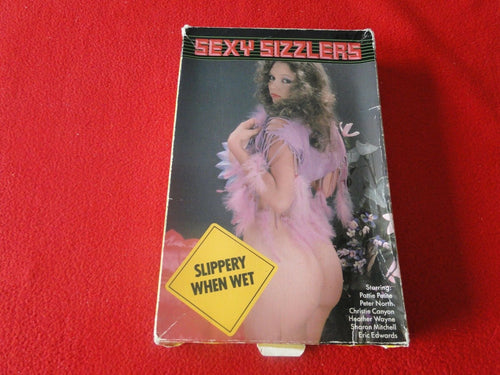 SEXY SIZZLERS
SLIPPERY
WHEN WET
Starring:
Pattie Petite
Peter North
Christie Canyon
Heather Wayne
Sharon Mitchell
Eric Edwards